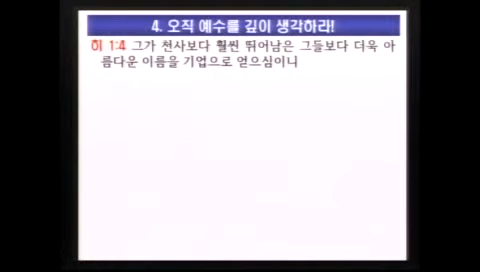 4. 오직 예수를 깊이 생각하라!
히 1:4 그가 천사보다 훨씬 뛰어남은 그들보다 더욱 아
름다운 이름을 기업으로 얻으심이니